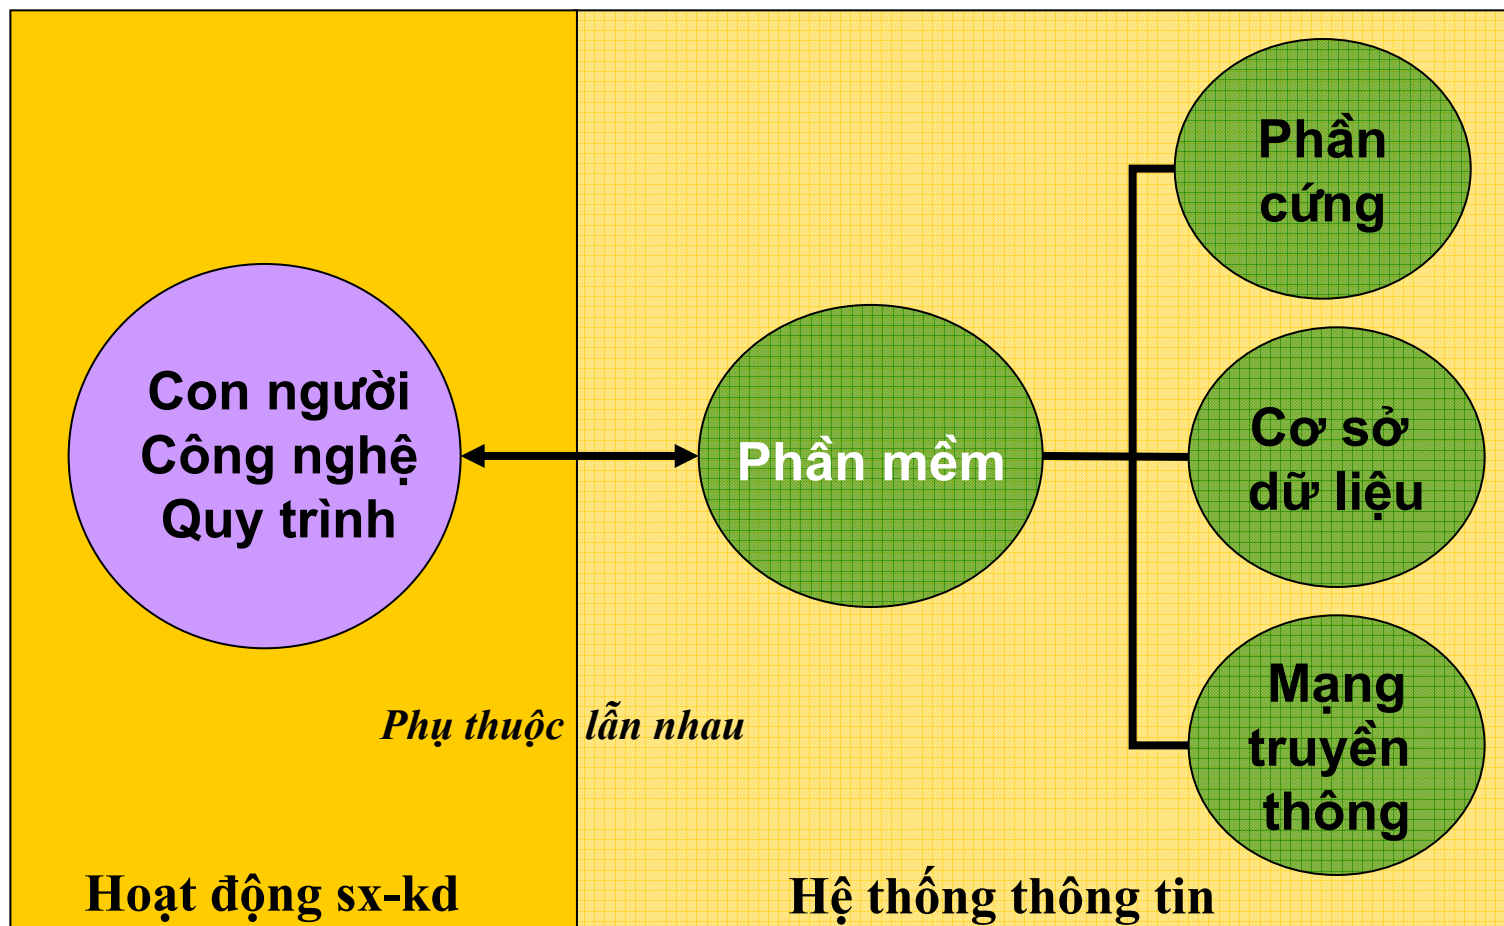 Con người
Công nghệ
Quy trình
Phần mềm
Phần
cứng
Cơ sở
dữ liệu
Mạng
truyền
thông
Phụ thuộc lẫn nhau
Hoạt động sx-kd
Hệ thống thông tin